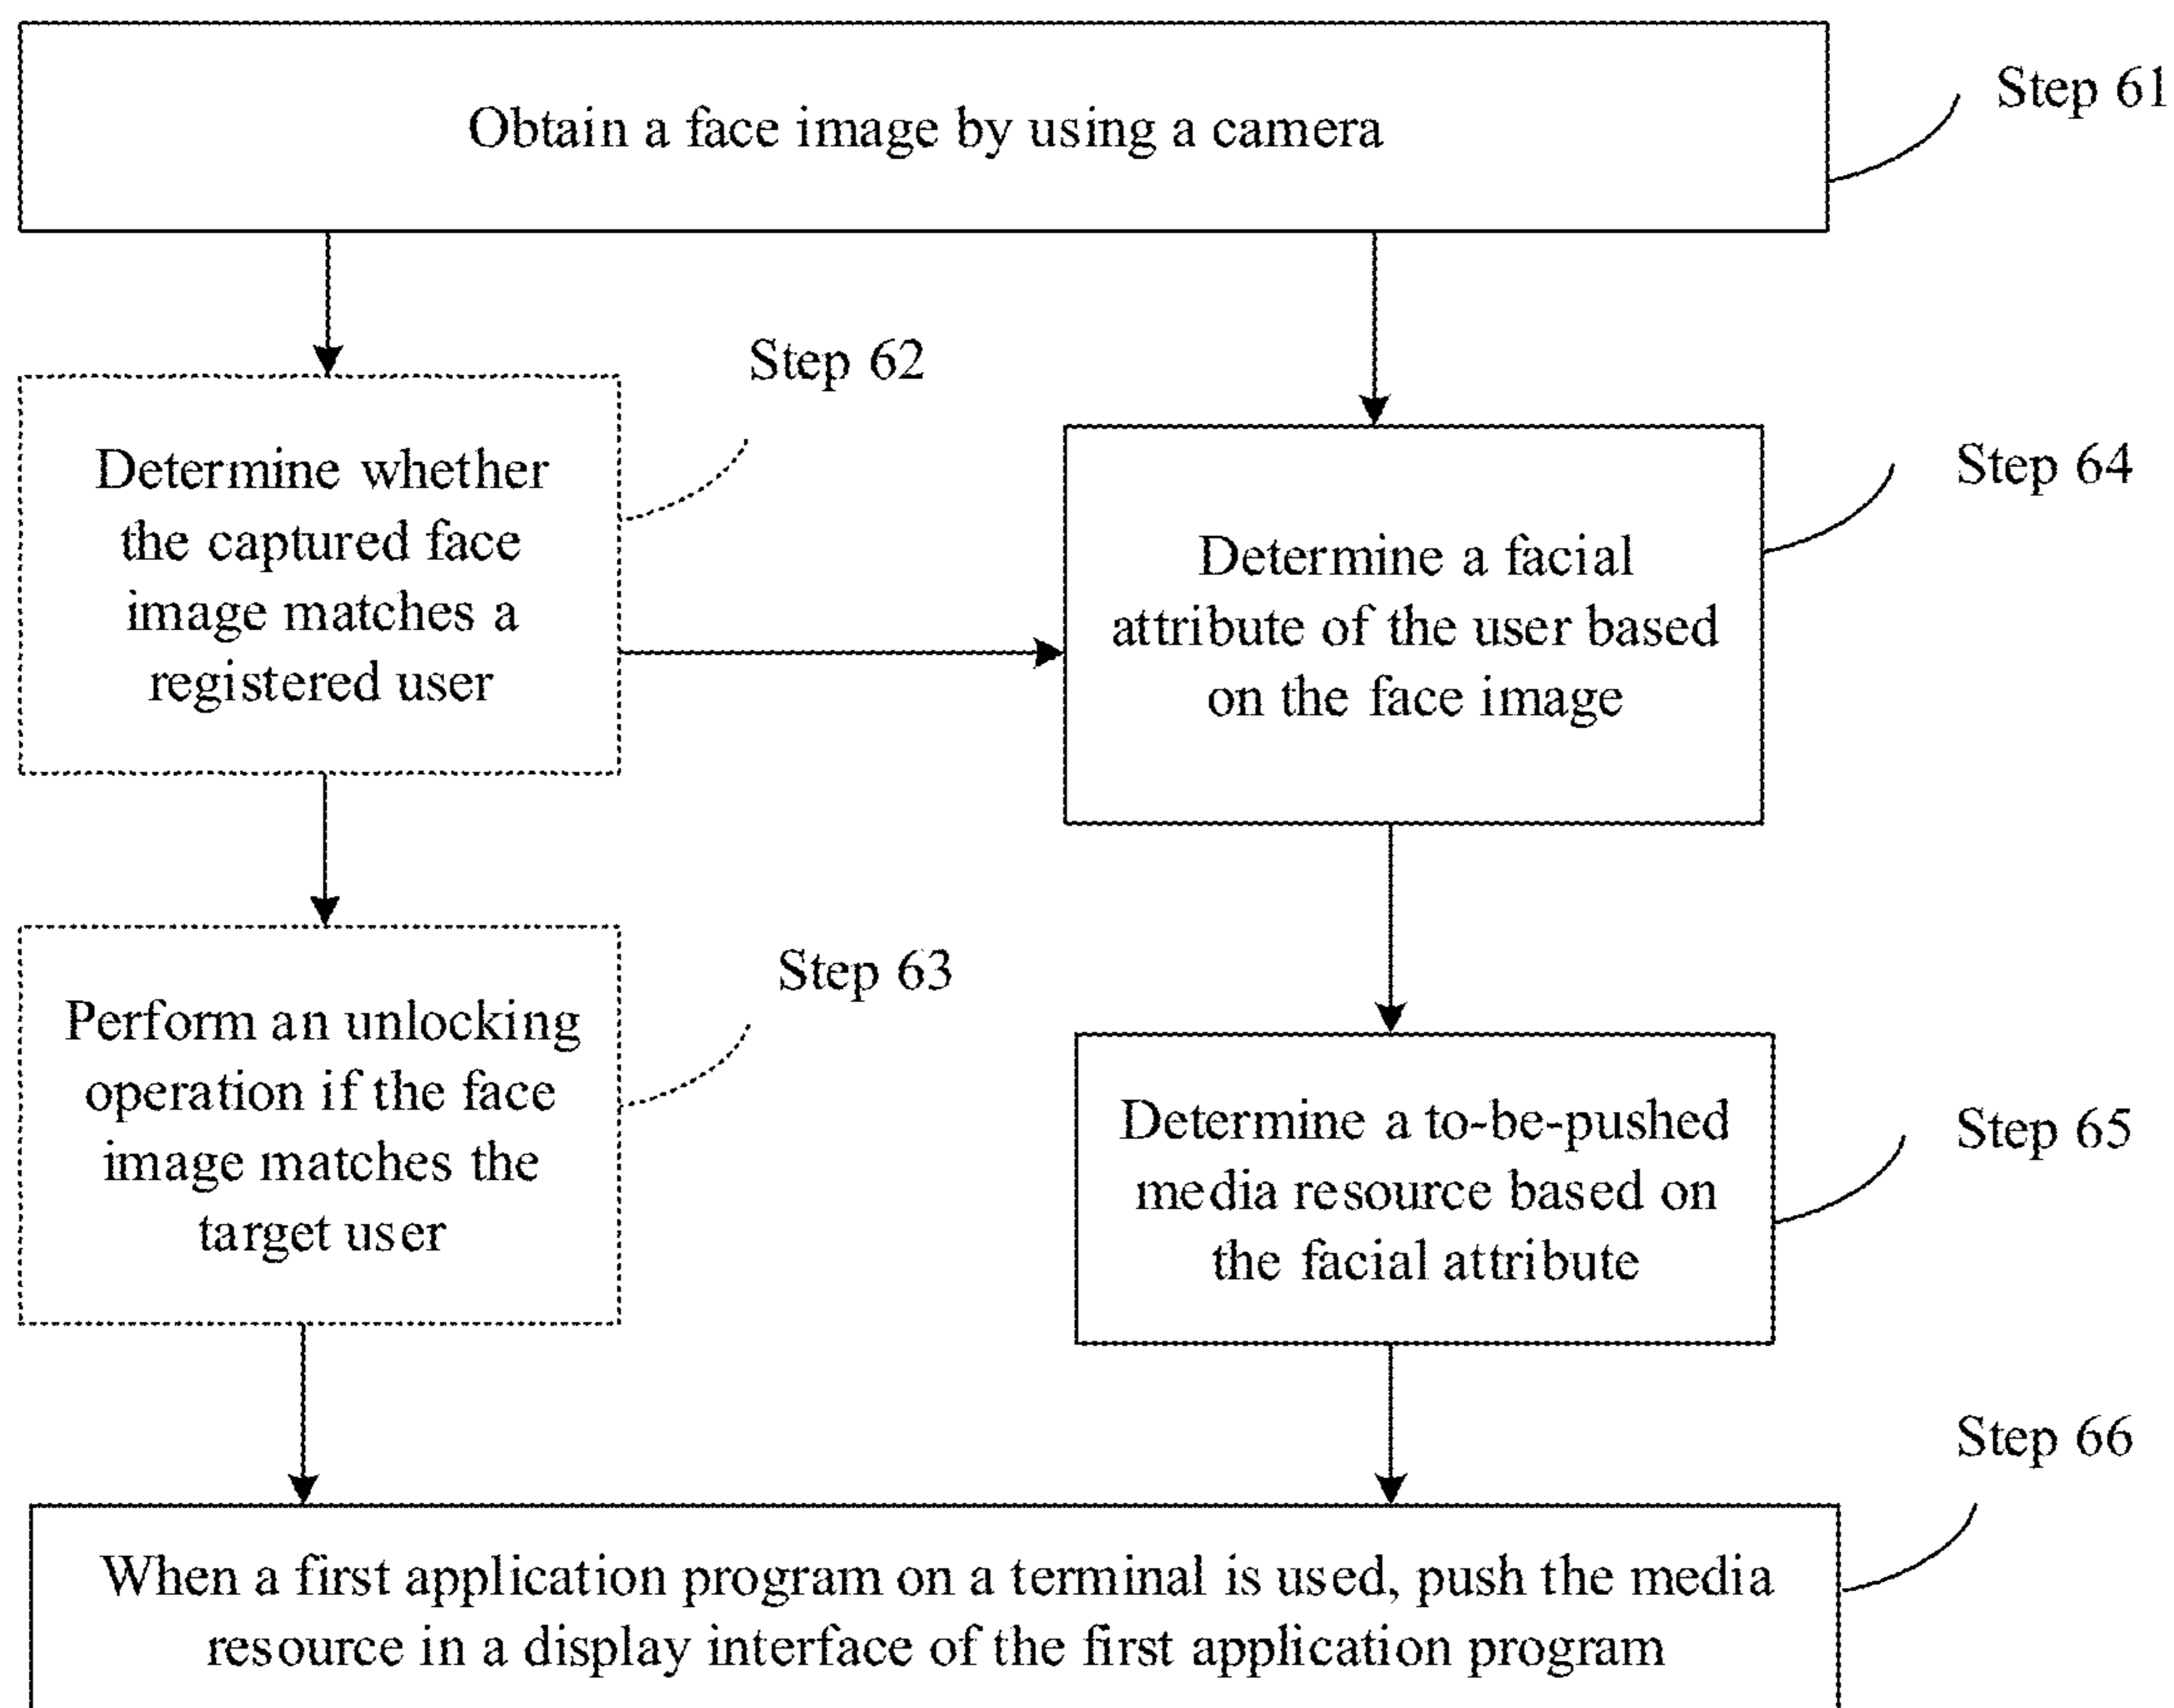 Obtain a face image by using a camera
Step 61
Step 62
Determine whether
the captured face
image matches a
registered user
Step 64
Determine a facial
attribute of the user based
on the face image
Step 63
Perform an unlocking
operation if the face
image matches the
target user
Step 65
Determine a to-be-pushed
media resource based on
the facial attribute
Step 66
When a first application program on a terminal is used, push the media
resource in a display interface of the first application program